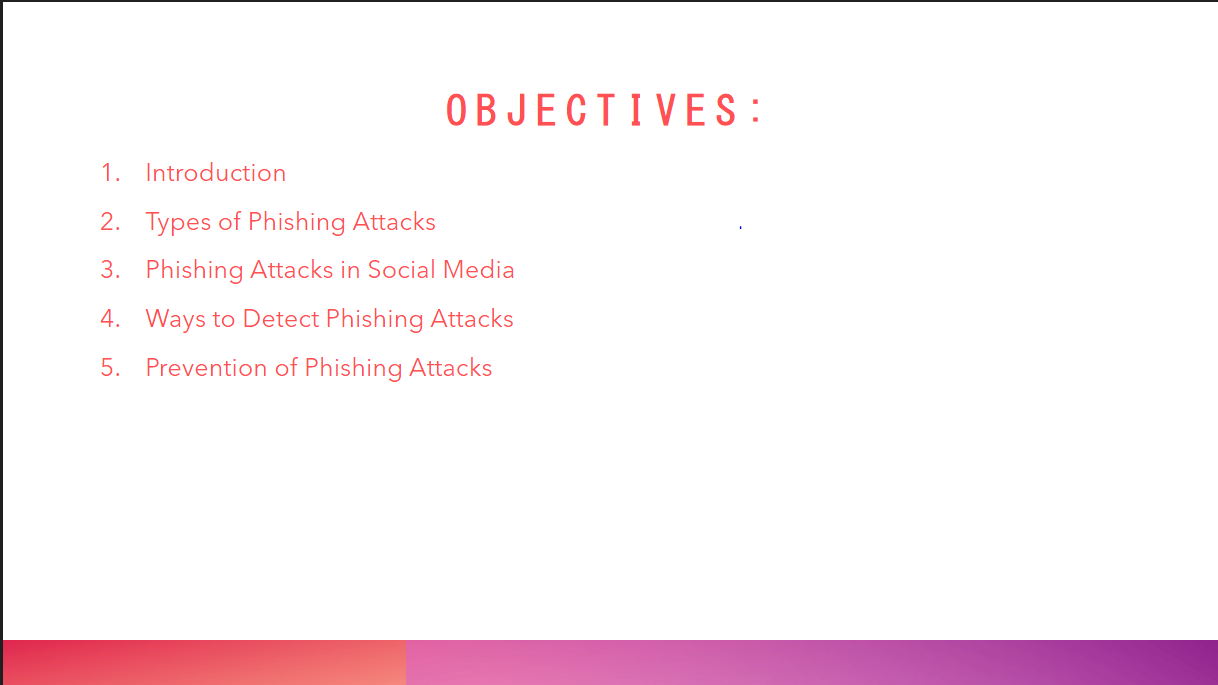 OBJECTIVES:
1. Introduction
2. Types of Phishing Attacks
3. Phishing Attacks in Social Media
4. Ways to Detect Phishing Attacks
5. Prevention of Phishing Attacks